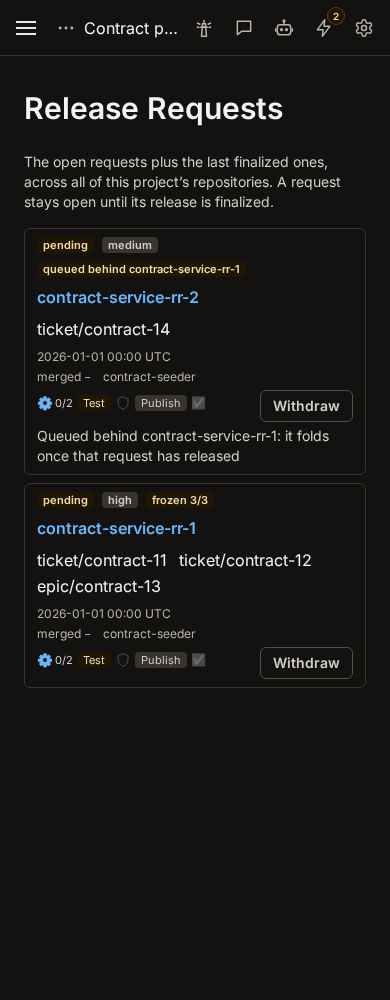 Contract p...
2
Release Requests
The open requests plus the last finalized ones,
across all of this project's repositories. A request
stays open until its release is finalized.
pending medium
queued behind contract-service-rr-1
contract-service-rr-2
ticket/contract-14
2026-01-01 00:00 UTC
merged – contract-seeder
0/2 Test Publish
Withdraw
Queued behind contract-service-rr-1: it folds
once that request has released
pending high frozen 3/3
contract-service-rr-1
ticket/contract-11 ticket/contract-12
epic/contract-13
2026-01-01 00:00 UTC
merged – contract-seeder
0/2 Test Publish
Withdraw